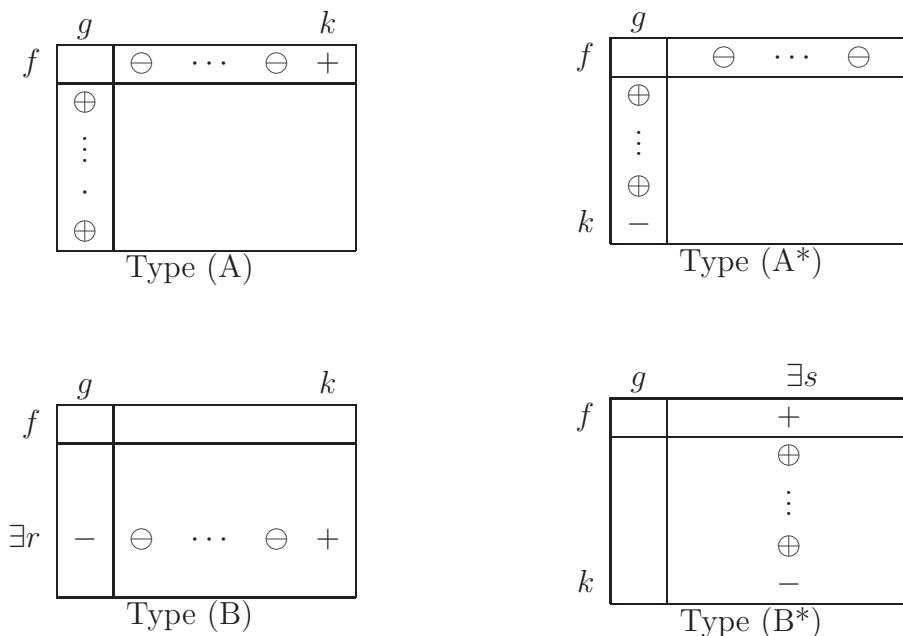 g k
f ⊖ ⋯ ⊖ +
⊕
⋮
.
⊕
Type (A)
g
f ⊖ ⋯ ⊖
⊕
⋮
⊕
k −
Type (A*)
g k
f
∃r − ⊖ ⋯ ⊖ +
Type (B)
g ∃s
f +
⊕
⋮
⊕
k −
Type (B*)